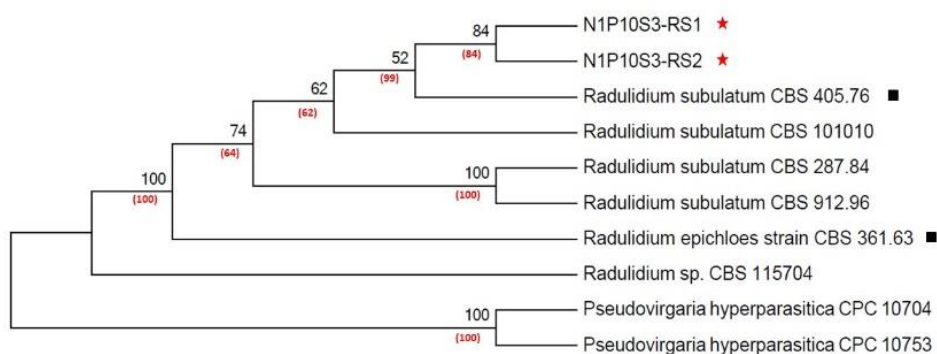 84
N1P10S3-RS1
(84)
52
N1P10S3-RS2
(99)
62
Radulidium subulatum CBS 405.76
(62)
74
Radulidium subulatum CBS 101010
(64)
100
Radulidium subulatum CBS 287.84
100
(100)
Radulidium subulatum CBS 912.96
(100)
Radulidium epichloes strain CBS 361.63
Radulidium sp. CBS 115704
100
Pseudovirgaria hyperparasitica CPC 10704
(100)
Pseudovirgaria hyperparasitica CPC 10753